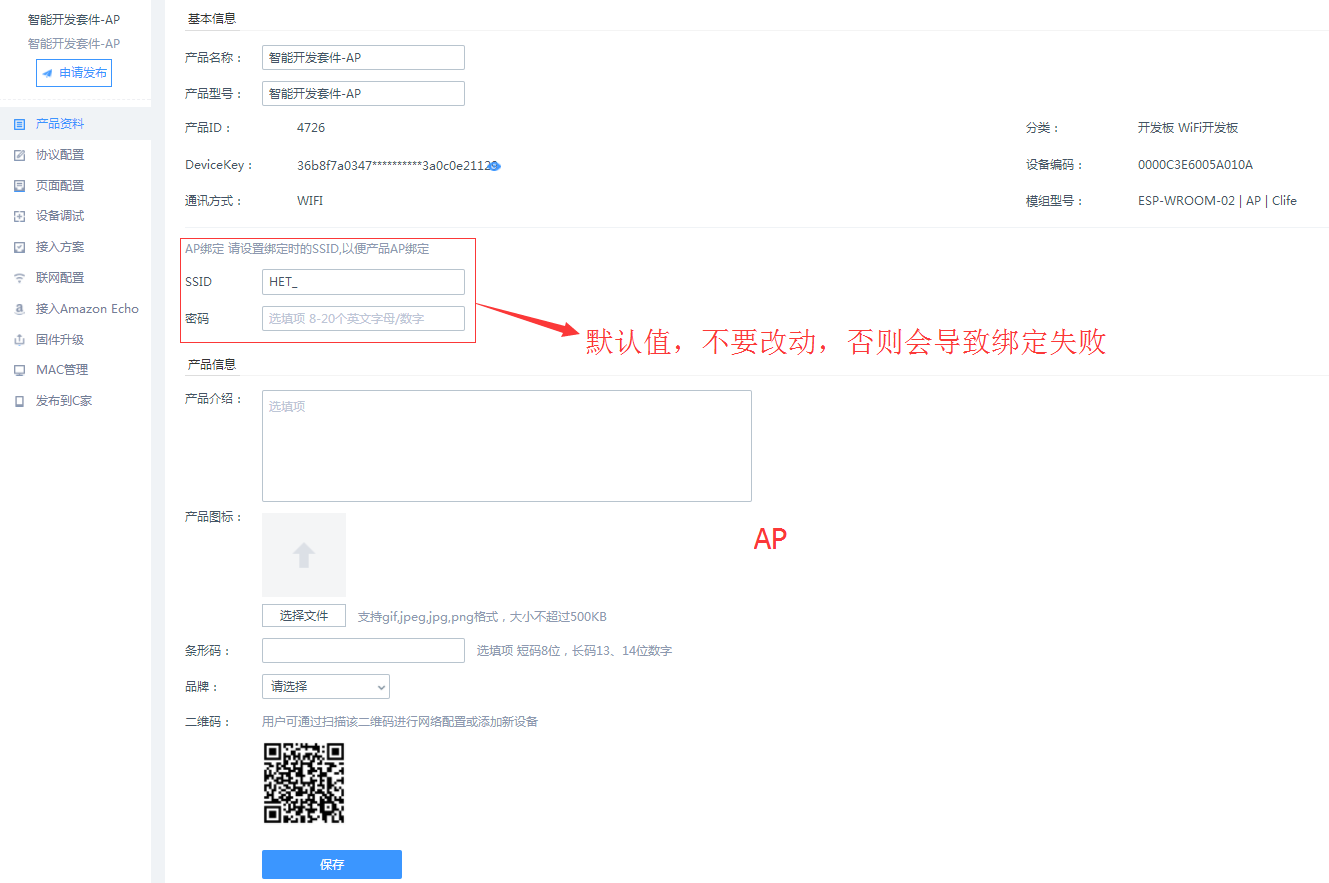 智能开发套件-AP
智能开发套件-AP
申请发布
产品资料
协议配置
页面配置
设备调试
接入方案
联网配置
接入Amazon Echo
固件升级
MAC管理
发布到C家
基本信息
产品名称： 智能开发套件-AP
产品型号： 智能开发套件-AP
产品ID： 4726 分类： 开发板 WiFi开发板
DeviceKey： 36b8f7a0347**********3a0c0e21129 设备编码： 0000C3E6005A010A
通讯方式： WIFI 模组型号： ESP-WROOM-02 | AP | Clife
AP绑定 请设置绑定时的SSID,以便产品AP绑定
SSID HET_
密码 选填项 8-20个英文字母/数字
默认值，不要改动，否则会导致绑定失败
产品信息
产品介绍： 选填项
产品图标：
AP
选择文件 支持gif,jpeg,jpg,png格式，大小不超过500KB
条形码： 选填项 短码8位，长码13、14位数字
品牌： 请选择
二维码： 用户可通过扫描该二维码进行网络配置或添加新设备
保存